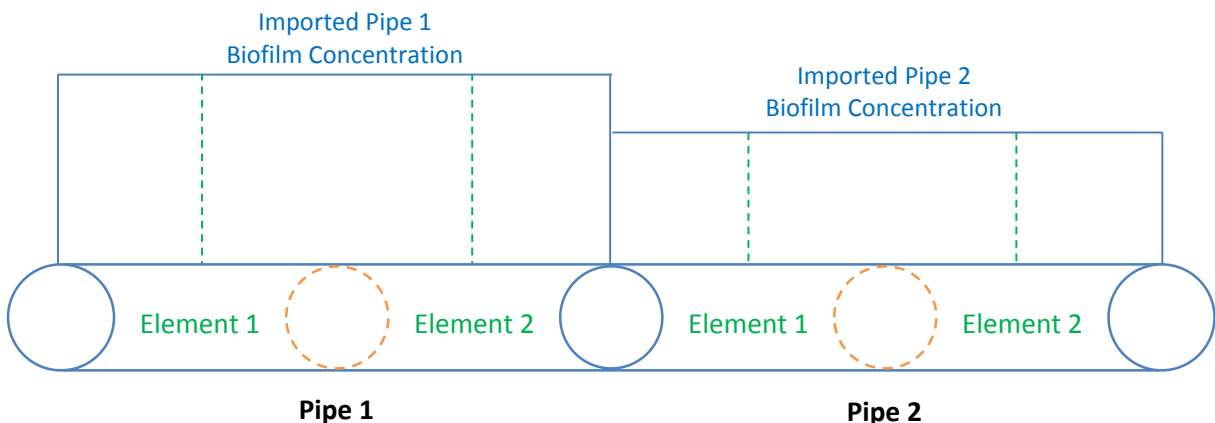 Imported Pipe 1
Biofilm Concentration
Imported Pipe 2
Biofilm Concentration
Element 1
Element 2
Element 1
Element 2
Pipe 1
Pipe 2